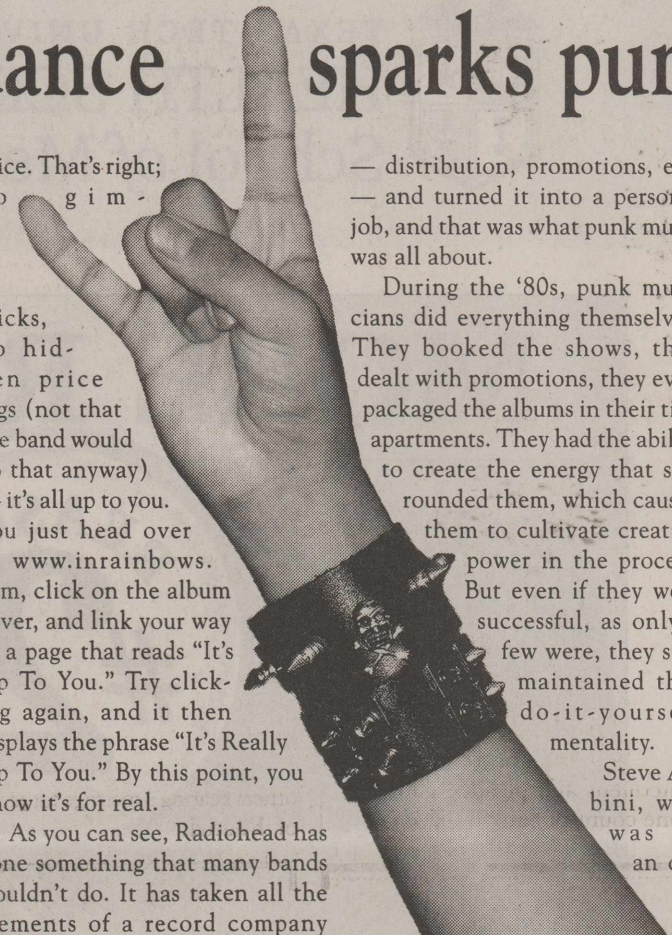 ance sparks pun
ice. That's right;
gim-
icks,
hid-
en price
gs (not that
e band would
that anyway)
it's all up to you.
ou just head over
www.inrainbows.
m, click on the album
ver, and link your way
a page that reads “It's
p To You.” Try click-
g again, and it then
splays the phrase “It's Really
p To You.” By this point, you
now it's for real.
As you can see, Radiohead has
one something that many bands
ouldn't do. It has taken all the
ements of a record company
— distribution, promotions, e
— and turned it into a person
job, and that was what punk mu
was all about.
During the ‘80s, punk mu
cians did everything themselv
They booked the shows, th
dealt with promotions, they ev
packaged the albums in their ti
apartments. They had the abil
to create the energy that s
rounded them, which caus
them to cultivate creat
power in the proce
But even if they we
successful, as only
few were, they s
maintained th
do-it-yourse
mentality.
Steve A
bini, w
was
an o